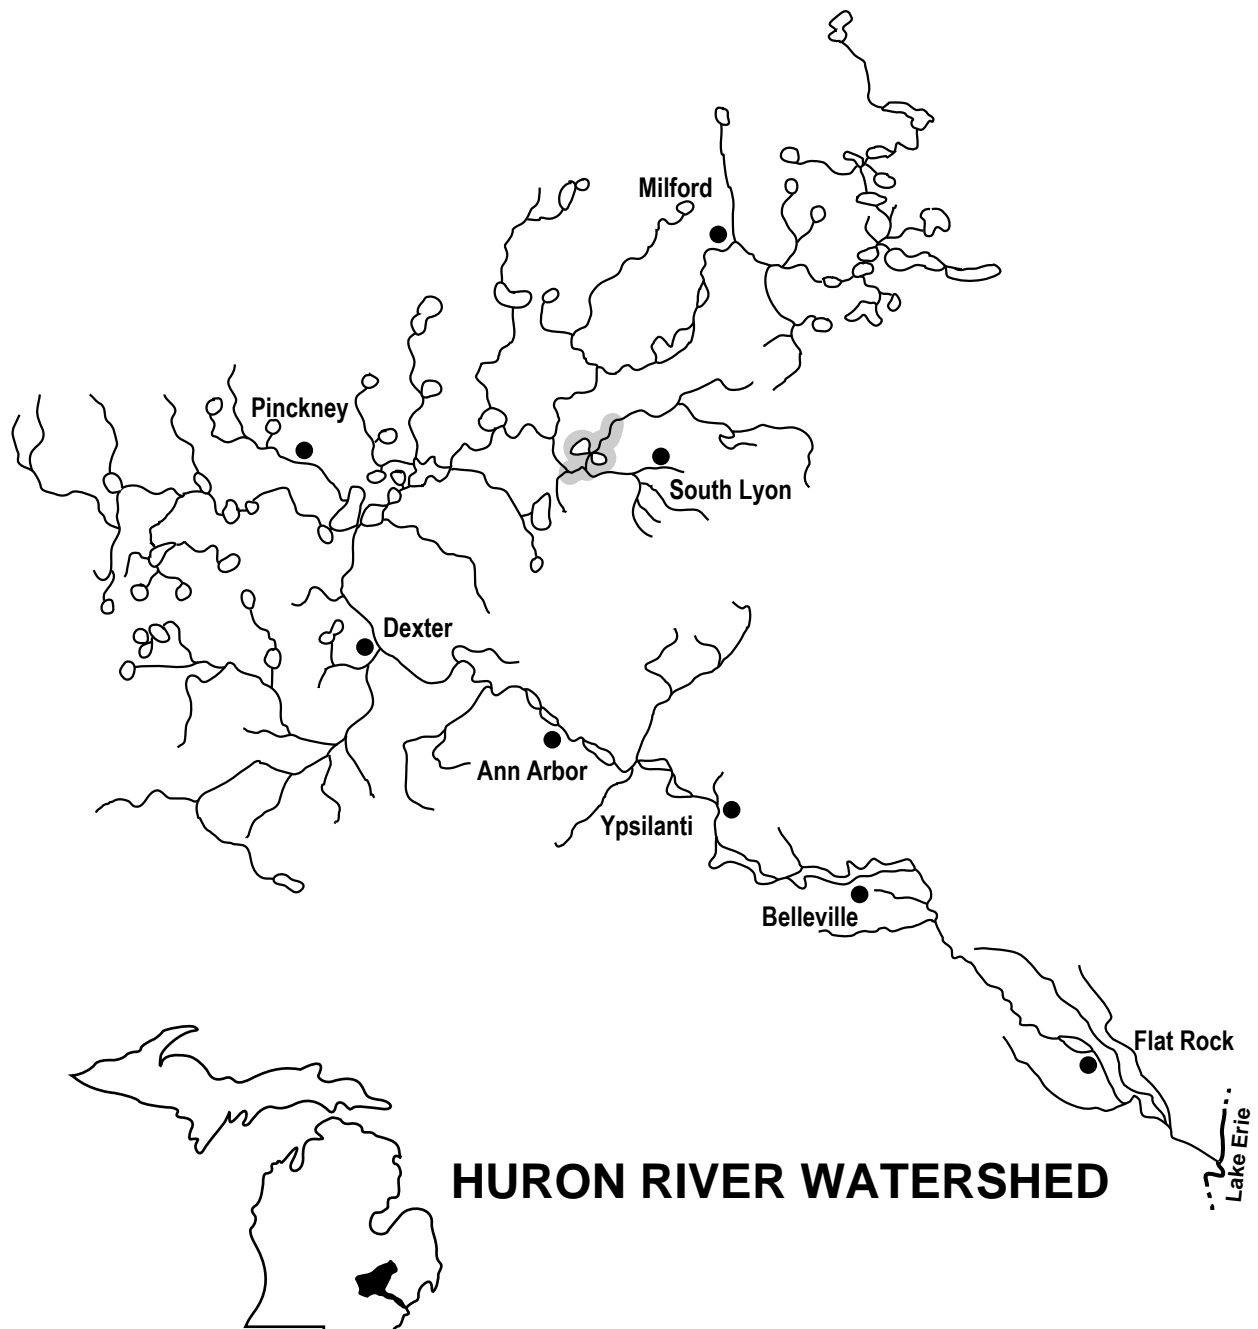 Milford
Pinckney
South Lyon
Dexter
Ann Arbor
Ypsilanti
Belleville
Flat Rock
Lake Erie
HURON RIVER WATERSHED